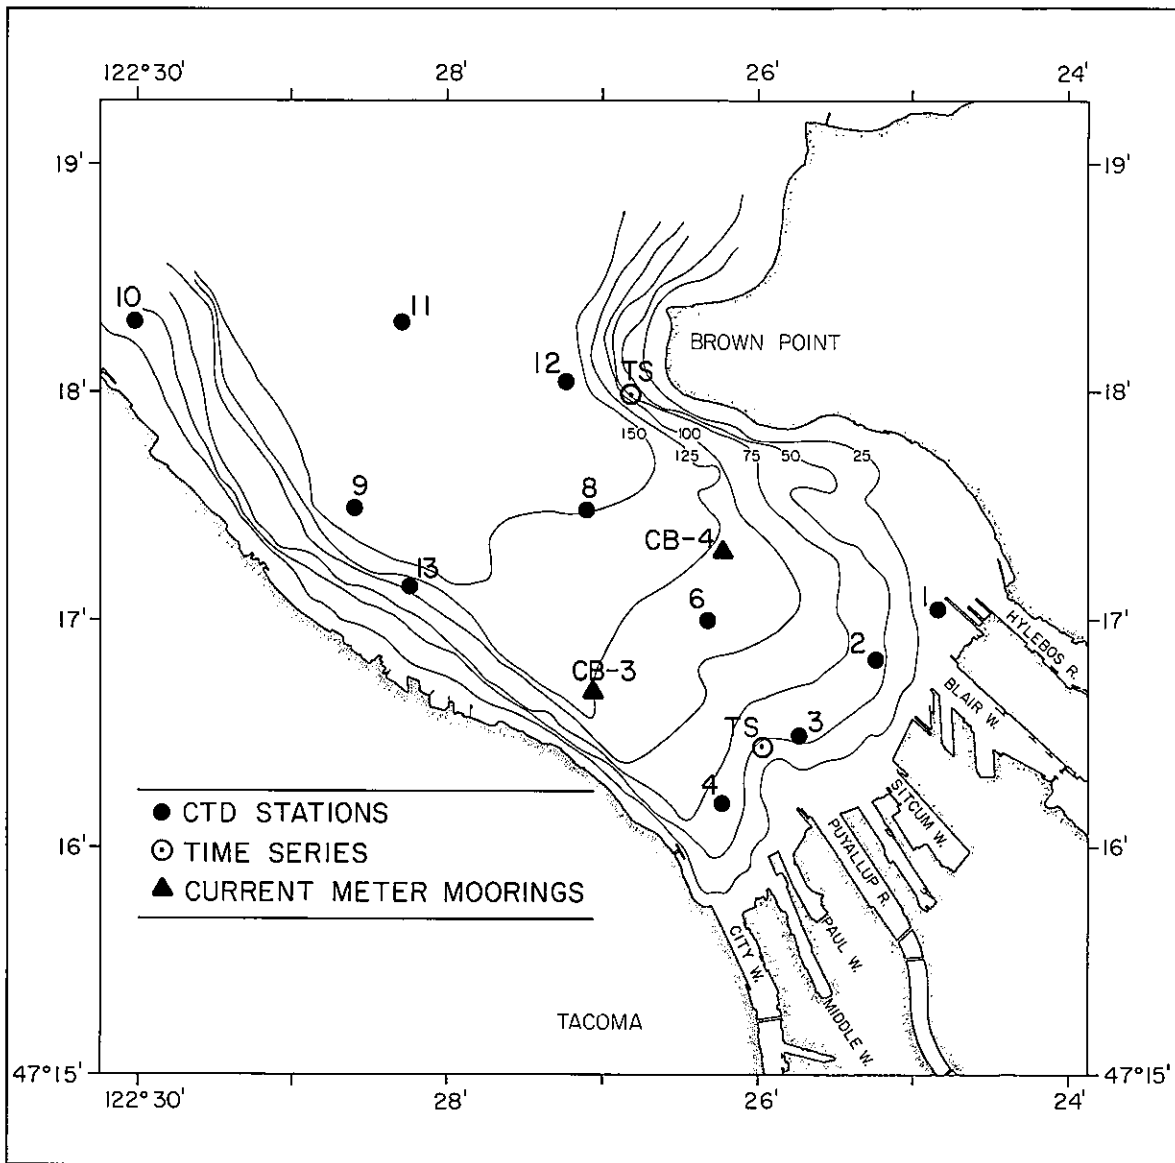 122°30' 28' 26' 24'
19' 19'
10
11
BROWN POINT
12
TS
18' 18'
150 100
125 75 50 25
9
8
CB-4
13
6
1
17' 17'
2
HYLEBOS R.
CB-3
BLAIR W.
TS
3
4
SITCUM W.
CTD STATIONS
TIME SERIES
16' 16'
PUYALLUP R.
CURRENT METER MOORINGS
PAUL W.
CITY W.
MIDDLE W.
TACOMA
47°15' 47°15'
122°30' 28' 26' 24'